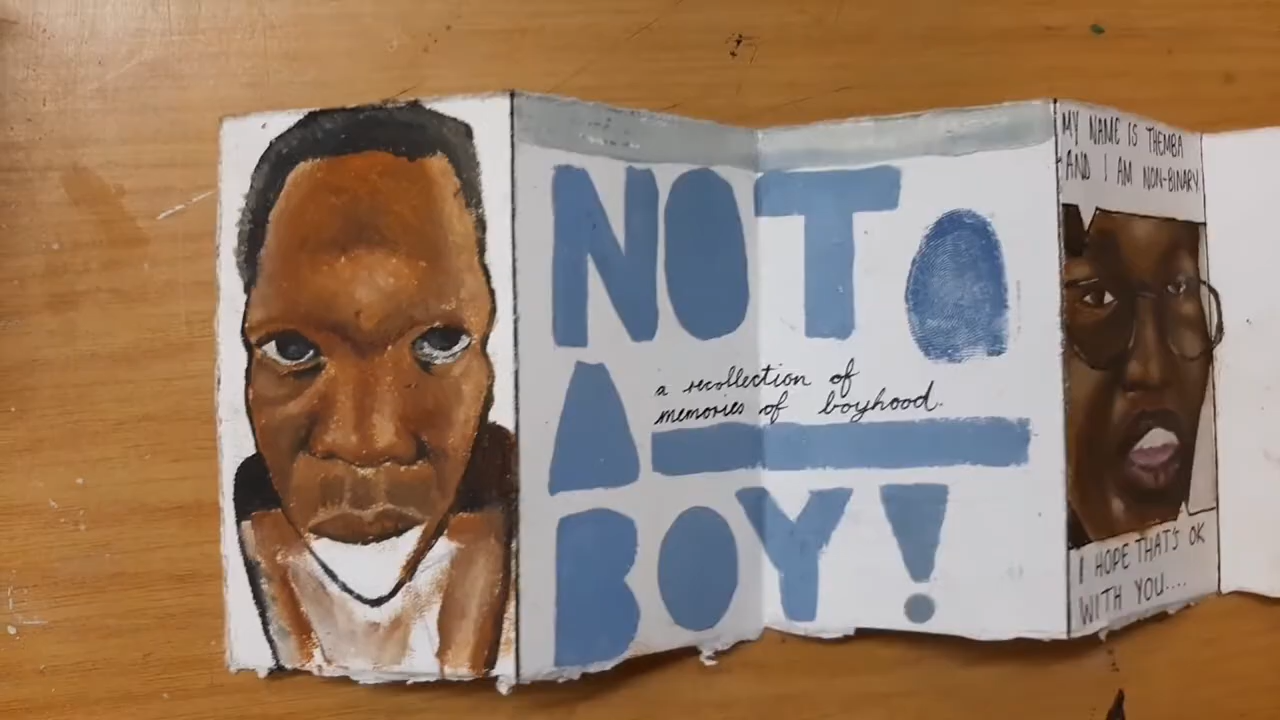 NOT
A
a recollection of
memories of boyhood.
BOY!
MY NAME IS THEMBA
AND I AM NON-BINARY
I HOPE THAT'S OK
WITH YOU....